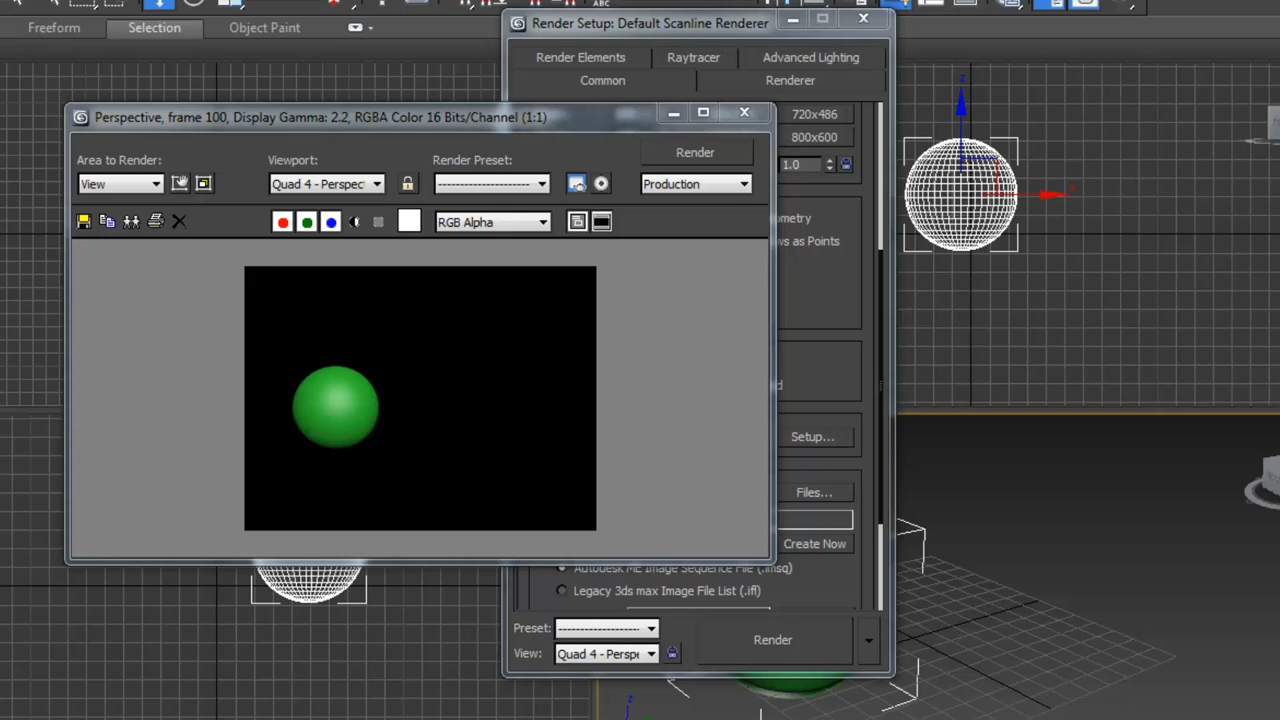 ABC
Freeform
Selection
Object Paint
Render Setup: Default Scanline Renderer
Render Elements
Raytracer
Advanced Lighting
Common
Renderer
720x486
800x600
1.0
ometry
ws as Points
d
Setup...
Files...
Create Now
Autodesk ME Image Sequence File (.imsq)
Legacy 3ds max Image File List (.ifl)
Preset:
View:
Quad 4 - Perspe
Render
Perspective, frame 100, Display Gamma: 2.2, RGBA Color 16 Bits/Channel (1:1)
Area to Render:
Viewport:
Render Preset:
Render
View
Quad 4 - Perspect
Production
RGB Alpha
z
x
z